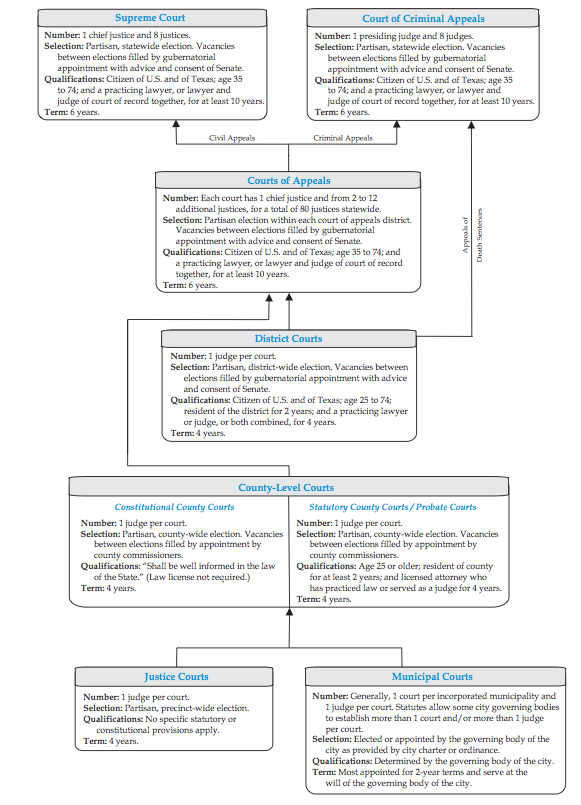 Supreme Court
Number: 1 chief justice and 8 justices.
Selection: Partisan, statewide election. Vacancies
between elections filled by gubernatorial
appointment with advice and consent of Senate.
Qualifications: Citizen of U.S. and of Texas; age 35
to 74; and a practicing lawyer, or lawyer and
judge of court of record together, for at least 10 years.
Term: 6 years.
Court of Criminal Appeals
Number: 1 presiding judge and 8 judges.
Selection: Partisan, statewide election. Vacancies
between elections filled by gubernatorial
appointment with advice and consent of Senate.
Qualifications: Citizen of U.S. and of Texas; age 35
to 74; and a practicing lawyer, or lawyer and
judge of court of record together, for at least 10 years.
Term: 6 years.
Civil Appeals
Criminal Appeals
Appeals of
Death Sentences
Courts of Appeals
Number: Each court has 1 chief justice and from 2 to 12
additional justices, for a total of 80 justices statewide.
Selection: Partisan election within each court of appeals district.
Vacancies between elections filled by gubernatorial
appointment with advice and consent of Senate.
Qualifications: Citizen of U.S. and of Texas; age 35 to 74; and
a practicing lawyer, or lawyer and judge of court of record
together, for at least 10 years.
Term: 6 years.
District Courts
Number: 1 judge per court.
Selection: Partisan, district-wide election. Vacancies between
elections filled by gubernatorial appointment with advice
and consent of Senate.
Qualifications: Citizen of U.S. and of Texas; age 25 to 74;
resident of the district for 2 years; and a practicing lawyer
or judge, or both combined, for 4 years.
Term: 4 years.
County-Level Courts
Constitutional County Courts
Number: 1 judge per court.
Selection: Partisan, county-wide election. Vacancies
between elections filled by appointment by
county commissioners.
Qualifications: “Shall be well informed in the law
of the State.” (Law license not required.)
Term: 4 years.
Statutory County Courts / Probate Courts
Number: 1 judge per court.
Selection: Partisan, county-wide election. Vacancies
between elections filled by appointment by
county commissioners.
Qualifications: Age 25 or older; resident of county
for at least 2 years; and licensed attorney who
has practiced law or served as a judge for 4 years.
Term: 4 years.
Justice Courts
Number: 1 judge per court.
Selection: Partisan, precinct-wide election.
Qualifications: No specific statutory or
constitutional provisions apply.
Term: 4 years.
Municipal Courts
Number: Generally, 1 court per incorporated municipality and
1 judge per court. Statutes allow some city governing bodies
to establish more than 1 court and/or more than 1 judge
per court.
Selection: Elected or appointed by the governing body of the
city as provided by city charter or ordinance.
Qualifications: Determined by the governing body of the city.
Term: Most appointed for 2-year terms and serve at the
will of the governing body of the city.